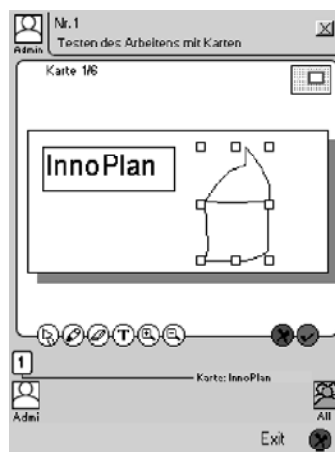 Nr.1
Admin
Testen des Arbeitens mit Karten
Karte 1/6
InnoPlan
T
1
Karte: InnoPlan
Admi
All
Exit